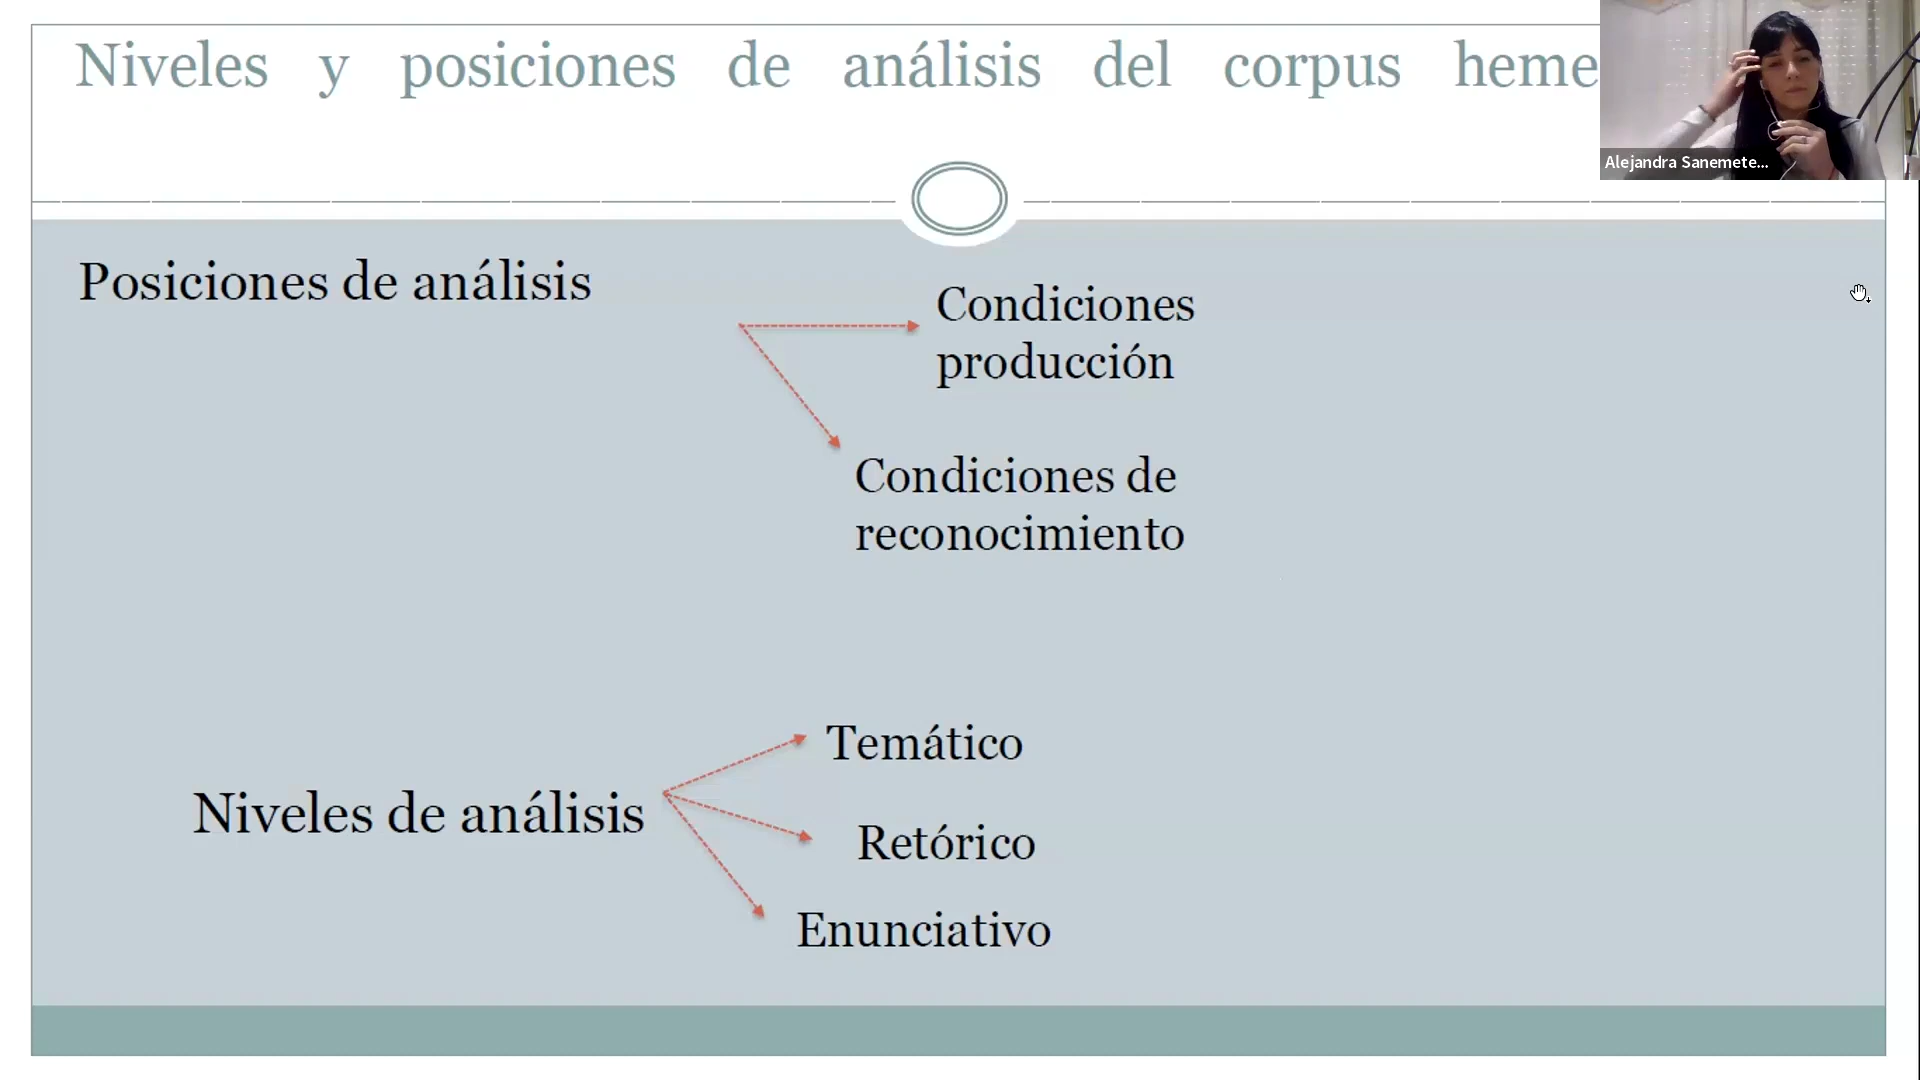 Niveles y posiciones de análisis del corpus heme
Alejandra Sanemete...
Posiciones de análisis
Condiciones
producción
Condiciones de
reconocimiento
Temático
Niveles de análisis
Retórico
Enunciativo